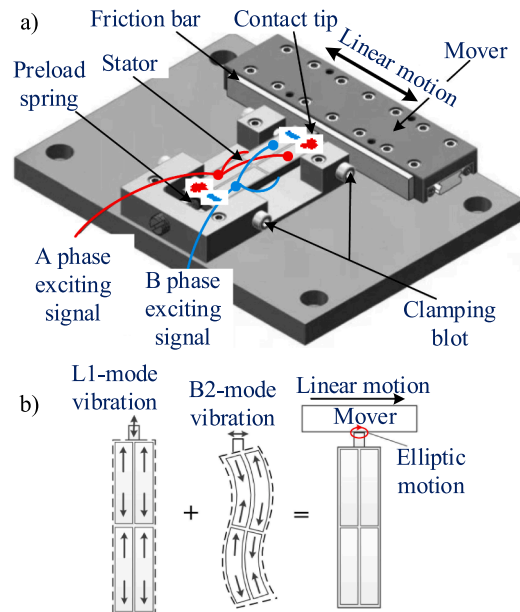 a)
Friction bar
Contact tip
Linear motion
Mover
Preload
spring
Stator
A phase
exciting
signal
B phase
exciting
signal
Clamping
blot
b)
L1-mode
vibration
B2-mode
vibration
Linear motion
Mover
Elliptic
motion
+
=